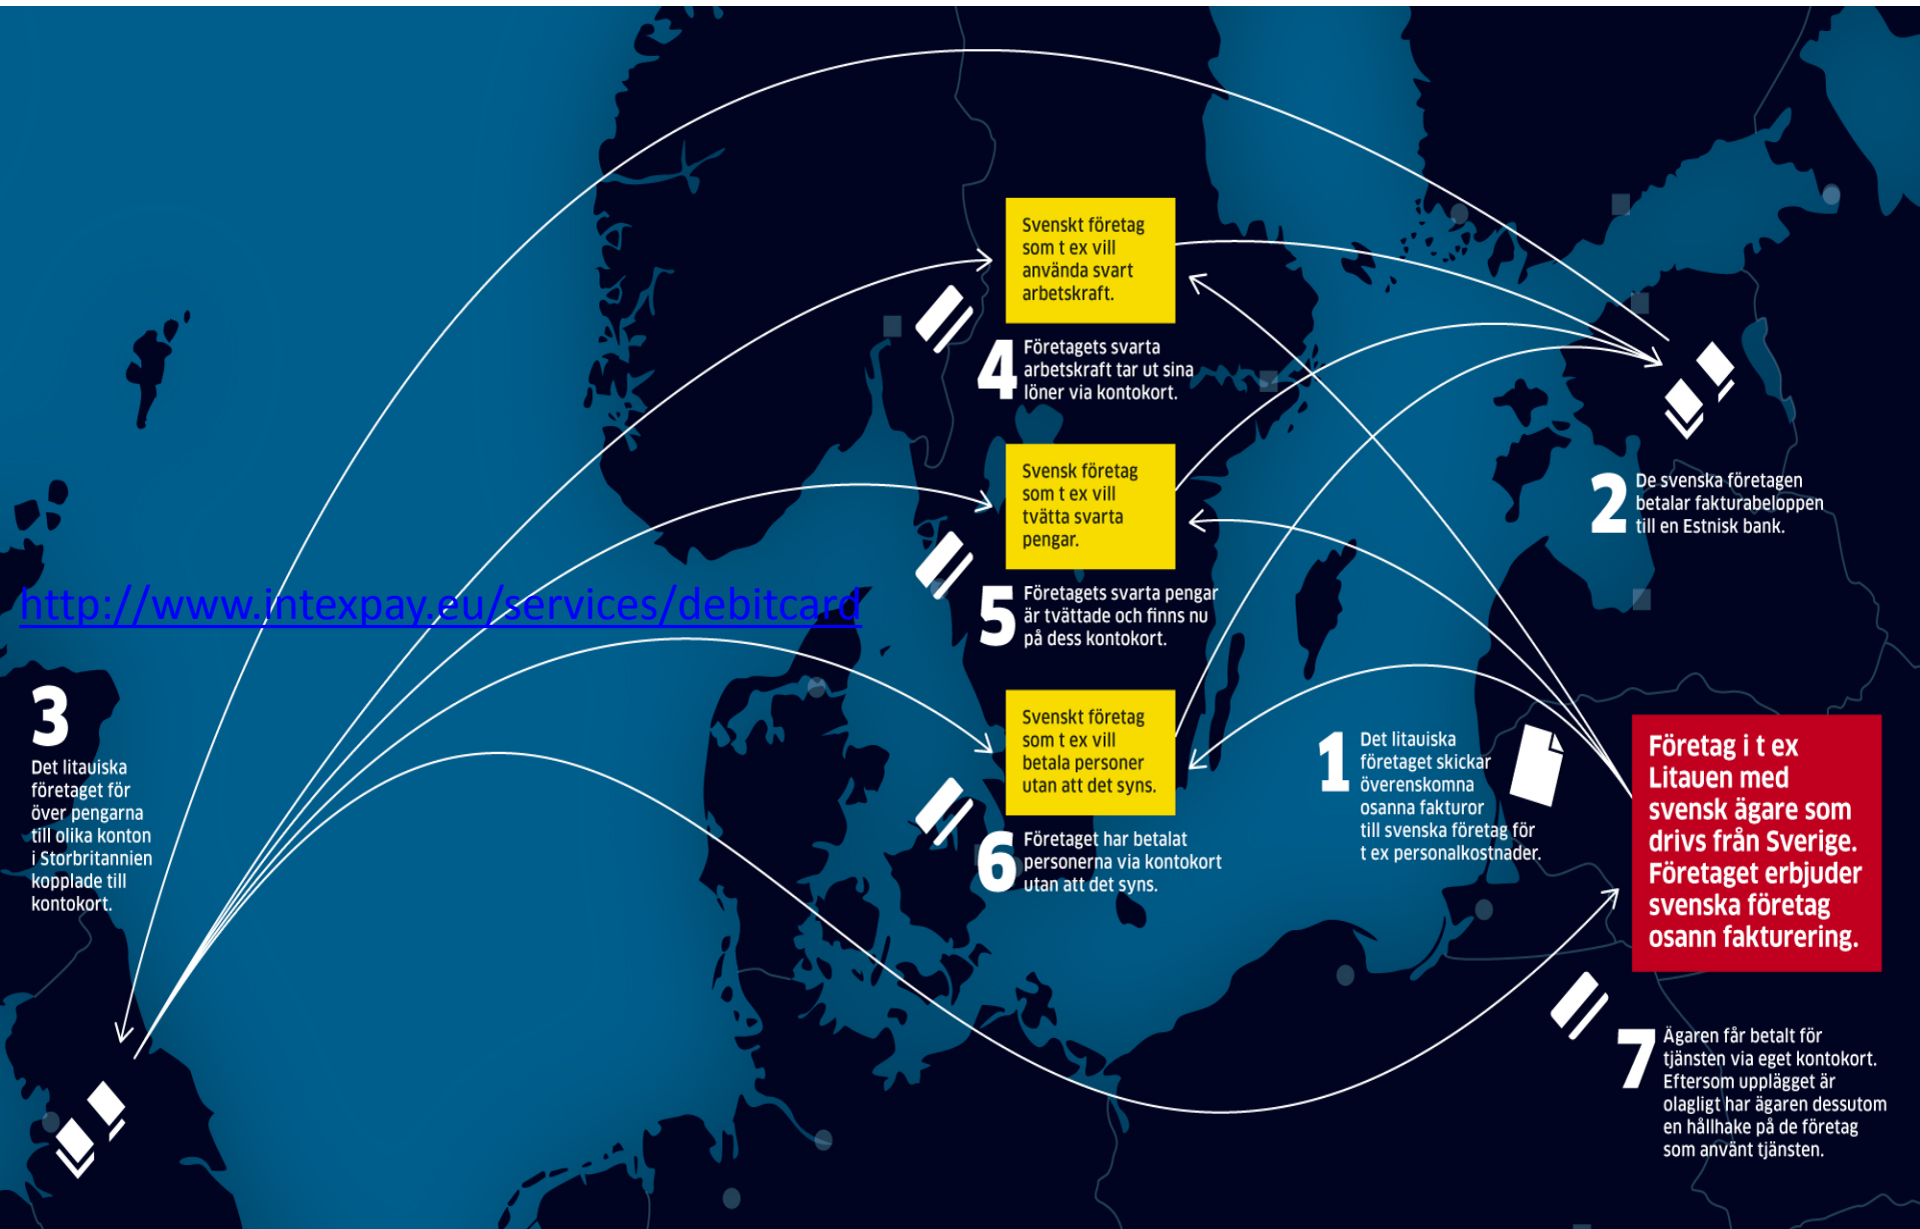 Svenskt företag
som t ex vill
använda svart
arbetskraft.
4
Företagets svarta
arbetskraft tar ut sina
löner via kontokort.
Svensk företag
som t ex vill
tvätta svarta
pengar.
5
Företagets svarta pengar
är tvättade och finns nu
på dess kontokort.
Svenskt företag
som t ex vill
betala personer
utan att det syns.
6
Företaget har betalat
personerna via kontokort
utan att det syns.
2
De svenska företagen
betalar fakturabeloppen
till en Estnisk bank.
http://www.intexpay.eu/services/debitcard
3
Det litauiska
företaget för
över pengarna
till olika konton
i Storbritannien
kopplade till
kontokort.
1
Det litauiska
företaget skickar
överenskomna
osanna fakturor
till svenska företag för
t ex personalkostnader.
Företag i t ex
Litauen med
svensk ägare som
drivs från Sverige.
Företaget erbjuder
svenska företag
osann fakturering.
7
Ägaren får betalt för
tjänsten via eget kontokort.
Eftersom upplägget är
olagligt har ägaren dessutom
en hållhake på de företag
som använt tjänsten.